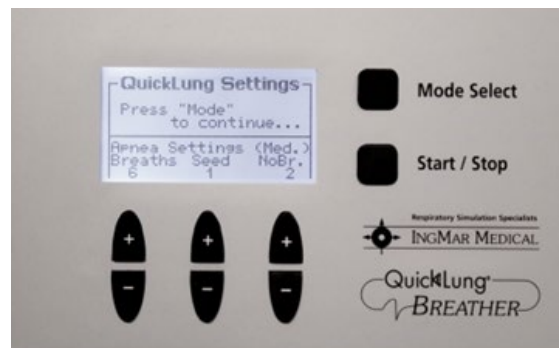 QuickLung Settings
Press "Mode"
to continue...
Apnea Settings (Med.)
Breaths Seed NoBr.
6 1 2
Mode Select
Start / Stop
+ + +
- - -
Respiratory Simulation Specialists
INGMAR MEDICAL
QuickLung®
BREATHER